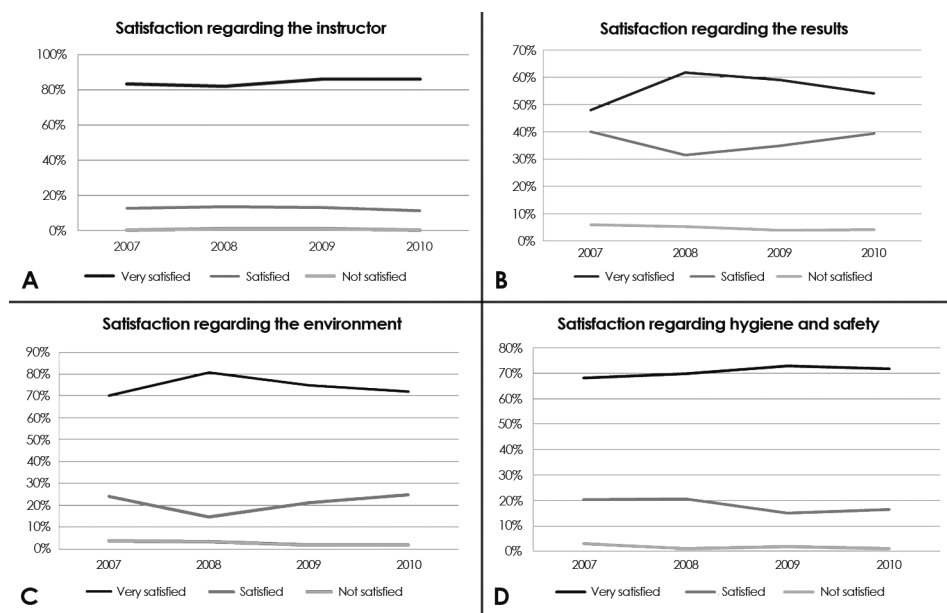 Satisfaction regarding the instructor
100%
80%
60%
40%
20%
0%
2007 2008 2009 2010
A
Very satisfied Satisfied Not satisfied
Satisfaction regarding the results
70%
60%
50%
40%
30%
20%
10%
0%
2007 2008 2009 2010
B
Very satisfied Satisfied Not satisfied
Satisfaction regarding the environment
90%
80%
70%
60%
50%
40%
30%
20%
10%
0%
2007 2008 2009 2010
C
Very satisfied Satisfied Not satisfied
Satisfaction regarding hygiene and safety
80%
70%
60%
50%
40%
30%
20%
10%
0%
2007 2008 2009 2010
D
Very satisfied Satisfied Not satisfied